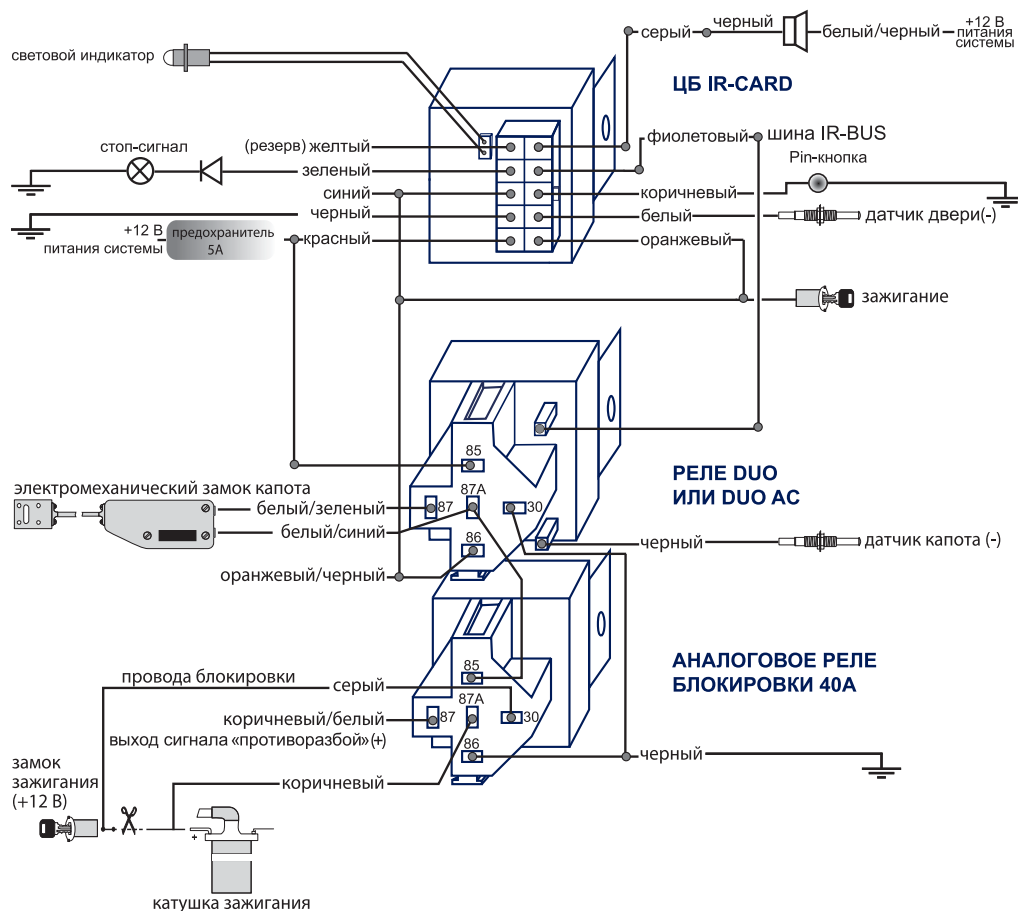 световой индикатор
серый
черный
белый/черный
+12 В
питания
системы
ЦБ IR-CARD
стоп-сигнал
(резерв) желтый
фиолетовый
шина IR-BUS
зеленый
Pin-кнопка
синий
коричневый
черный
белый
датчик двери(-)
+12 В
питания системы
предохранитель
5А
красный
оранжевый
зажигание
85
РЕЛЕ DUO
ИЛИ DUO AC
электромеханический замок капота
87А
белый/зеленый
87
30
белый/синий
86
черный
датчик капота (-)
оранжевый/черный
85
АНАЛОГОВОЕ РЕЛЕ
БЛОКИРОВКИ 40А
провода блокировки
серый
87А
коричневый/белый
87
30
выход сигнала «противоразбой»(+)
86
черный
замок
зажигания
(+12 В)
коричневый
+
катушка зажигания